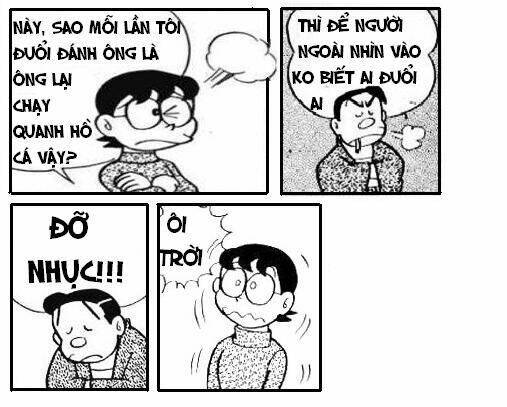 NÀY, SAO MỖI LẦN TÔI
ĐUỔI ĐÁNH ÔNG LÀ
ÔNG LẠI
CHẠY
QUANH HỒ
CÁ VẬY?
THÌ ĐỂ NGƯỜI
NGOÀI NHÌN VÀO
KO BIẾT AI ĐUỔI
AI
ĐỠ
NHỤC!!!
ÔI
TRỜI